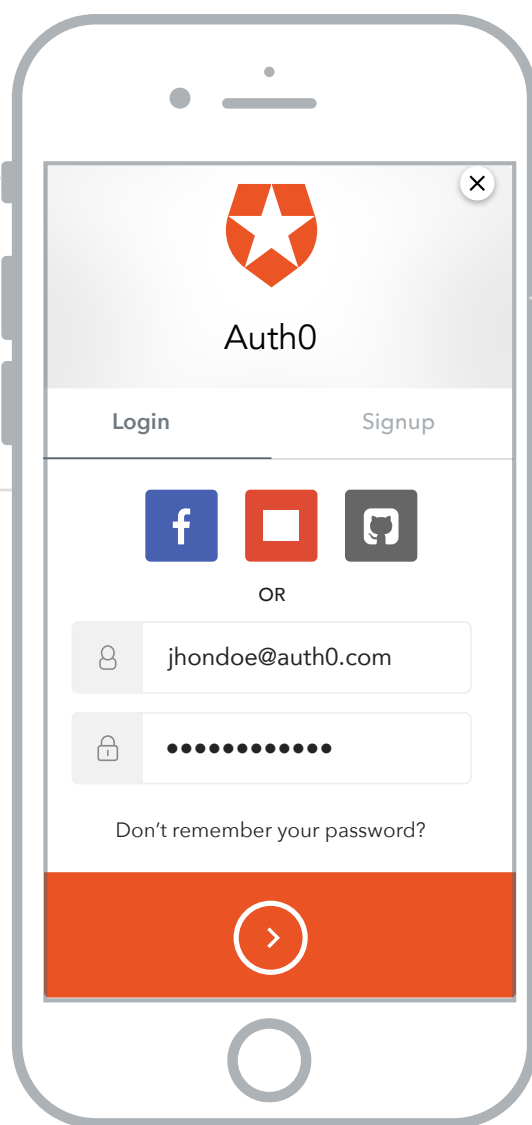 Auth0
Login Signup
OR
jhondoe@auth0.com
••••••••••••
Don’t remember your password?